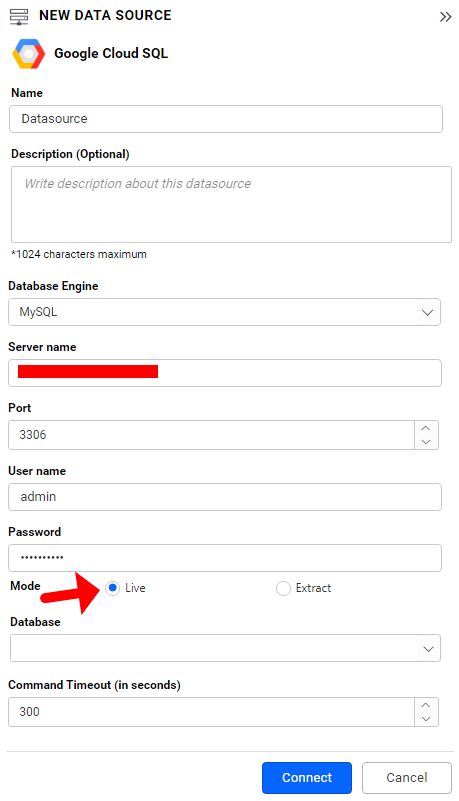 NEW DATA SOURCE
Google Cloud SQL
Name
Datasource
Description (Optional)
Write description about this datasource
*1024 characters maximum
Database Engine
MySQL
Server name
Port
3306
User name
admin
Password
••••••••••
Mode
Live
Extract
Database
Command Timeout (in seconds)
300
Connect
Cancel